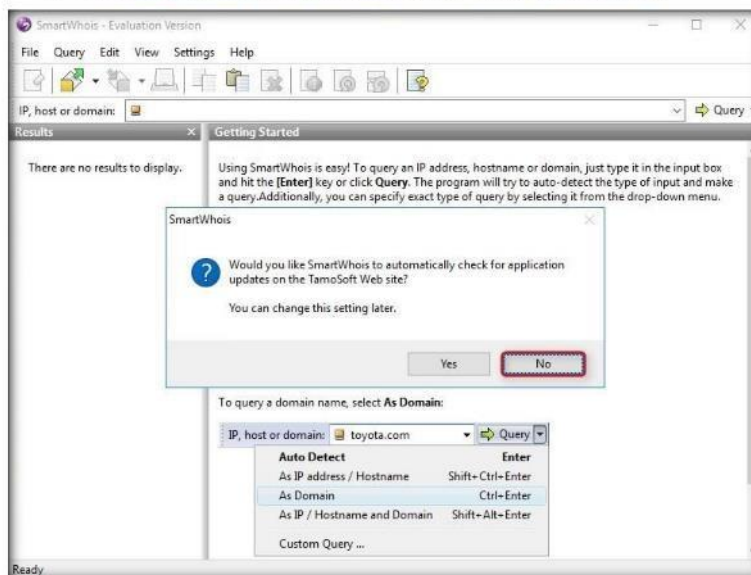 SmartWhois - Evaluation Version
File Query Edit View Settings Help
IP, host or domain:
Query
Results
Getting Started
There are no results to display.
Using SmartWhois is easy! To query an IP address, hostname or domain, just type it in the input box
and hit the [Enter] key or click Query. The program will try to auto-detect the type of input and make
a query.Additionally, you can specify exact type of query by selecting it from the drop-down menu.
SmartWhois
Would you like SmartWhois to automatically check for application
updates on the TamoSoft Web site?
You can change this setting later.
Yes
No
To query a domain name, select As Domain:
IP, host or domain: toyota.com Query
Auto Detect Enter
As IP address / Hostname Shift+Ctrl+Enter
As Domain Ctrl+Enter
As IP / Hostname and Domain Shift+Alt+Enter
Custom Query ...
Ready